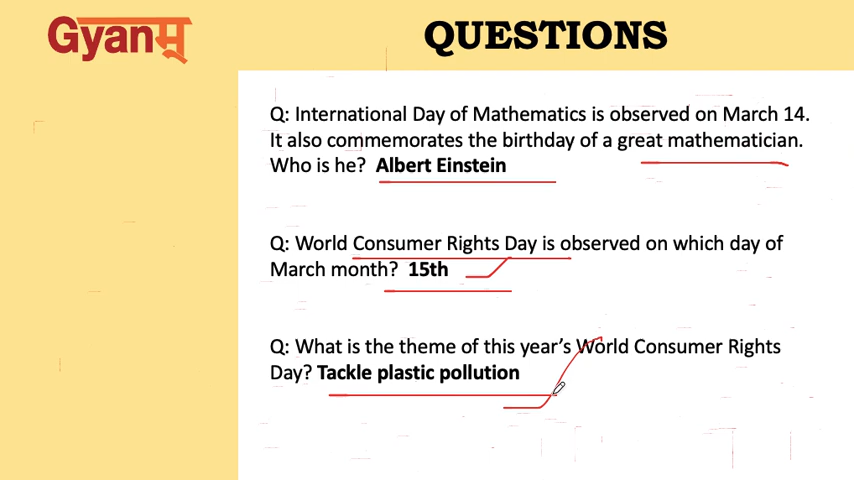 Gyanम्
QUESTIONS
Q: International Day of Mathematics is observed on March 14.
It also commemorates the birthday of a great mathematician.
Who is he? Albert Einstein
Q: World Consumer Rights Day is observed on which day of
March month? 15th
Q: What is the theme of this year’s World Consumer Rights
Day? Tackle plastic pollution